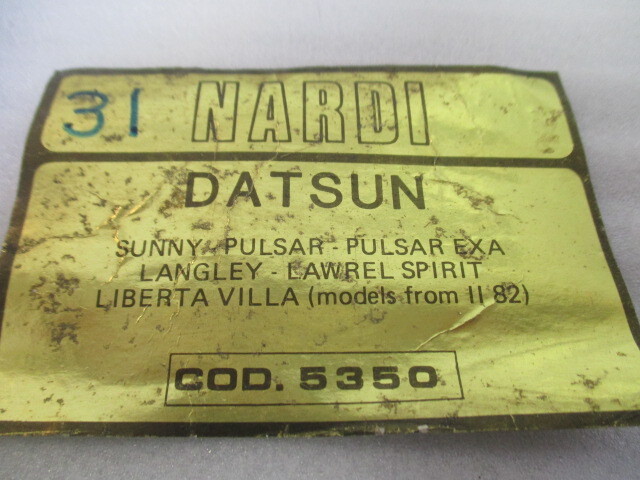 31 NARDI
DATSUN
SUNNY - PULSAR - PULSAR EXA
LANGLEY - LAWREL SPIRIT
LIBERTA VILLA (models from II 82)
COD. 5350